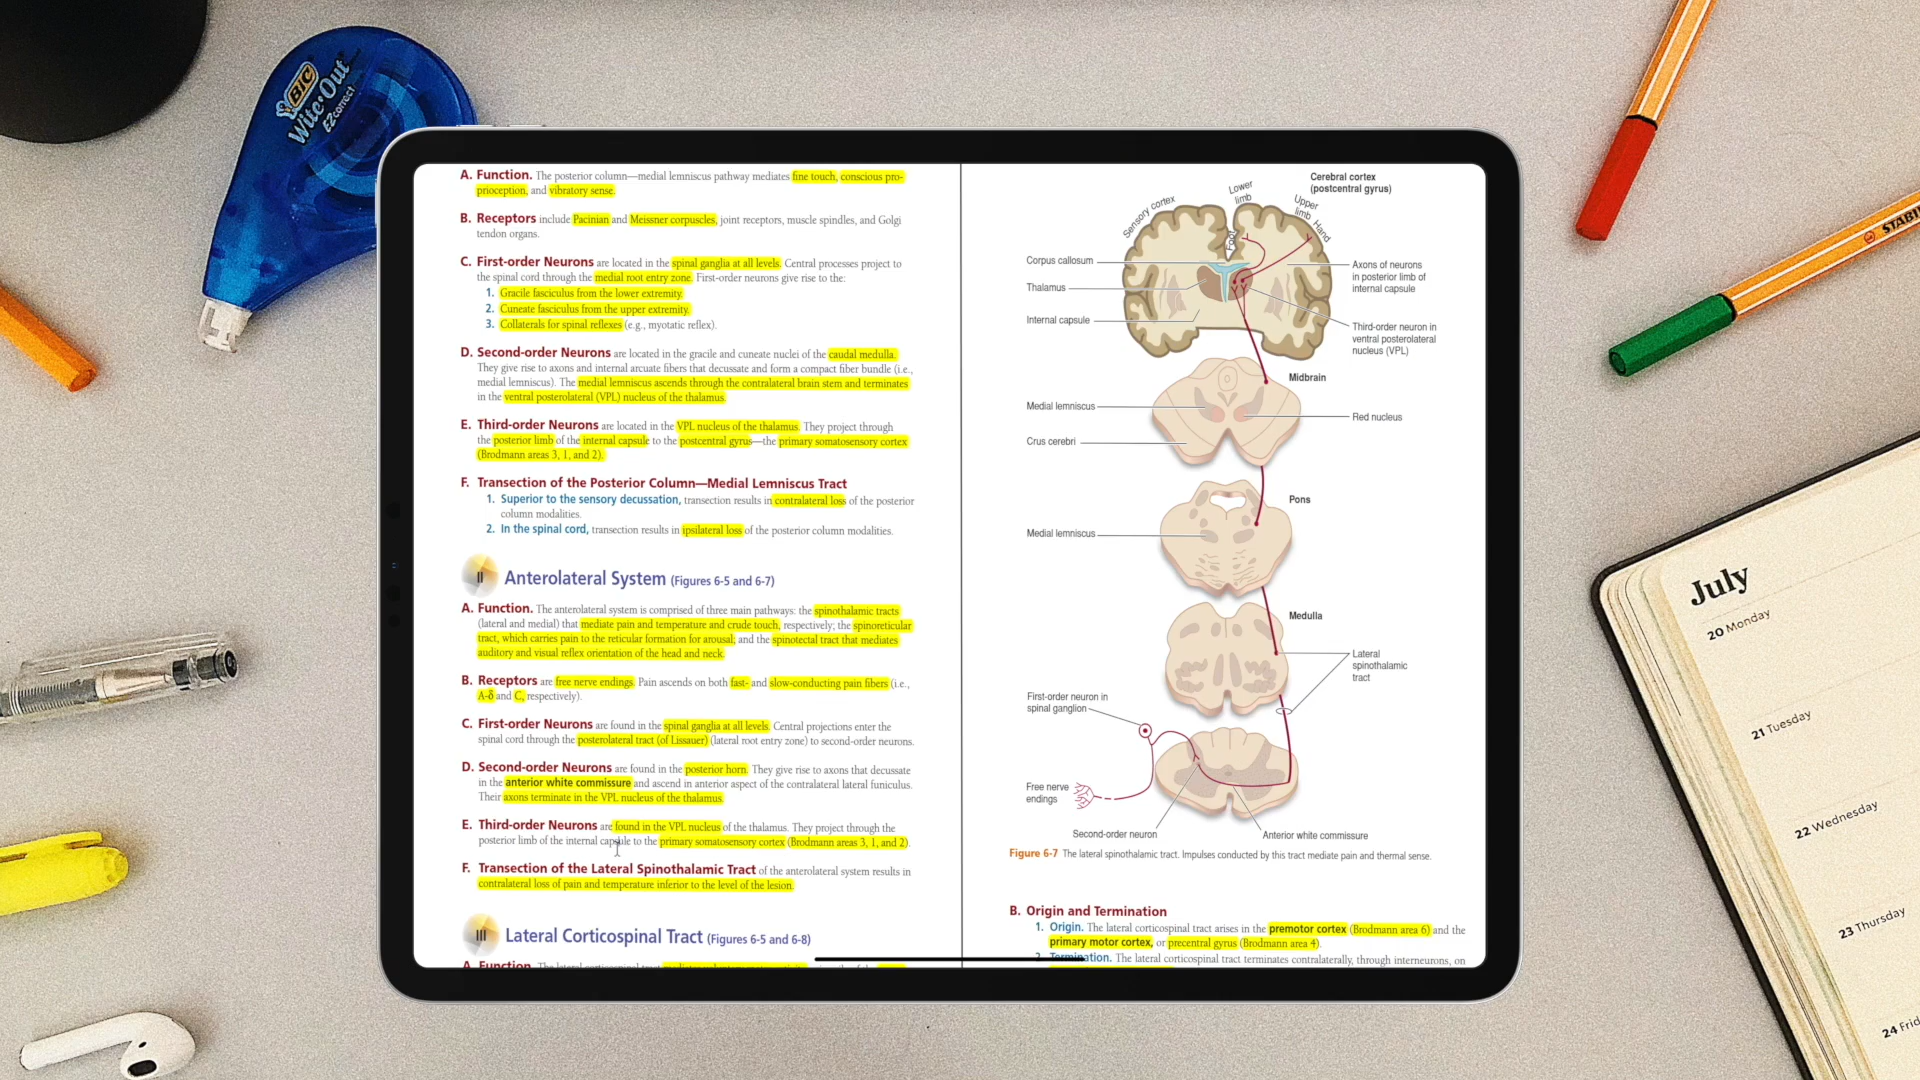 BIC
Wite·Out
EZcorrect
A. Function. The posterior column—medial lemniscus pathway mediates fine touch, conscious pro-
prioception, and vibratory sense.
B. Receptors include Pacinian and Meissner corpuscles, joint receptors, muscle spindles, and Golgi
tendon organs.
C. First-order Neurons are located in the spinal ganglia at all levels. Central processes project to
the spinal cord through the medial root entry zone. First-order neurons give rise to the:
1. Gracile fasciculus from the lower extremity.
2. Cuneate fasciculus from the upper extremity.
3. Collaterals for spinal reflexes (e.g., myotatic reflex).
D. Second-order Neurons are located in the gracile and cuneate nuclei of the caudal medulla.
They give rise to axons and internal arcuate fibers that decussate and form a compact fiber bundle (i.e.,
medial lemniscus). The medial lemniscus ascends through the contralateral brain stem and terminates
in the ventral posterolateral (VPL) nucleus of the thalamus.
E. Third-order Neurons are located in the VPL nucleus of the thalamus. They project through
the posterior limb of the internal capsule to the postcentral gyrus—the primary somatosensory cortex
(Brodmann areas 3, 1, and 2).
F. Transection of the Posterior Column—Medial Lemniscus Tract
1. Superior to the sensory decussation, transection results in contralateral loss of the posterior
column modalities.
2. In the spinal cord, transection results in ipsilateral loss of the posterior column modalities.
II Anterolateral System (Figures 6-5 and 6-7)
A. Function. The anterolateral system is comprised of three main pathways: the spinothalamic tracts
(lateral and medial) that mediate pain and temperature and crude touch, respectively; the spinoreticular
tract, which carries pain to the reticular formation for arousal; and the spinotectal tract that mediates
auditory and visual reflex orientation of the head and neck.
B. Receptors are free nerve endings. Pain ascends on both fast- and slow-conducting pain fibers (i.e.,
A-δ and C, respectively).
C. First-order Neurons are found in the spinal ganglia at all levels. Central projections enter the
spinal cord through the posterolateral tract (of Lissauer) (lateral root entry zone) to second-order neurons.
D. Second-order Neurons are found in the posterior horn. They give rise to axons that decussate
in the anterior white commissure and ascend in anterior aspect of the contralateral lateral funiculus.
Their axons terminate in the VPL nucleus of the thalamus.
E. Third-order Neurons are found in the VPL nucleus of the thalamus. They project through the
posterior limb of the internal capsule to the primary somatosensory cortex (Brodmann areas 3, 1, and 2).
F. Transection of the Lateral Spinothalamic Tract of the anterolateral system results in
contralateral loss of pain and temperature inferior to the level of the lesion.
III Lateral Corticospinal Tract (Figures 6-5 and 6-8)
A. Function. The lateral corticospinal tract
Cerebral cortex
(postcentral gyrus)
Sensory cortex
Lower
limb
Upper
limb
Hand
Foot
Corpus callosum
Thalamus
Internal capsule
Axons of neurons
in posterior limb of
internal capsule
Third-order neuron in
ventral posterolateral
nucleus (VPL)
Midbrain
Medial lemniscus
Red nucleus
Crus cerebri
Pons
Medial lemniscus
Medulla
Lateral
spinothalamic
tract
First-order neuron in
spinal ganglion
Free nerve
endings
Second-order neuron
Anterior white commissure
Figure 6-7 The lateral spinothalamic tract. Impulses conducted by this tract mediate pain and thermal sense.
B. Origin and Termination
1. Origin. The lateral corticospinal tract arises in the premotor cortex (Brodmann area 6) and the
primary motor cortex, or precentral gyrus (Brodmann area 4).
2. Termination. The lateral corticospinal tract terminates contralaterally, through interneurons, on
STABI
July
20 Monday
21 Tuesday
22 Wednesday
23 Thursday
24 Frid